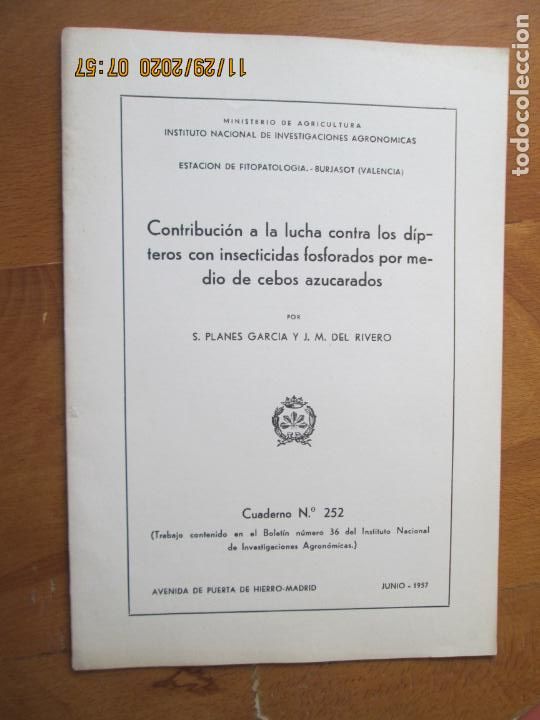 11/29/2020 07:57
MINISTERIO DE AGRICULTURA
INSTITUTO NACIONAL DE INVESTIGACIONES AGRONOMICAS
ESTACION DE FITOPATOLOGIA.-BURJASOT (VALENCIA)
Contribución a la lucha contra los díp-
teros con insecticidas fosforados por me-
dio de cebos azucarados
POR
S. PLANES GARCIA Y J. M. DEL RIVERO
Cuaderno N.º 252
(Trabajo contenido en el Boletín número 36 del Instituto Nacional
de Investigaciones Agronómicas.)
AVENIDA DE PUERTA DE HIERRO-MADRID
JUNIO - 1957
todocoleccion.net